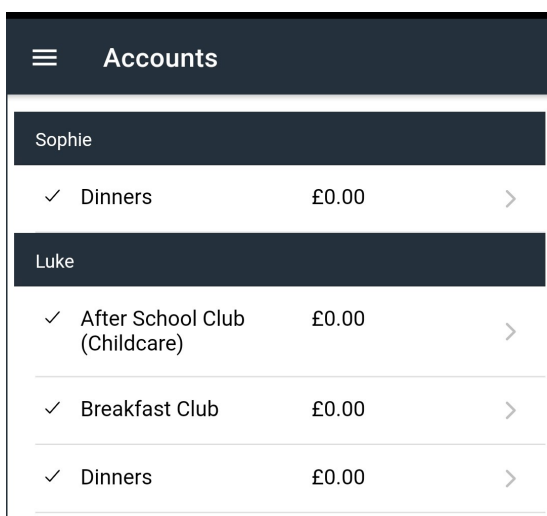 Accounts
Sophie
Dinners £0.00
Luke
After School Club £0.00
(Childcare)
Breakfast Club £0.00
Dinners £0.00